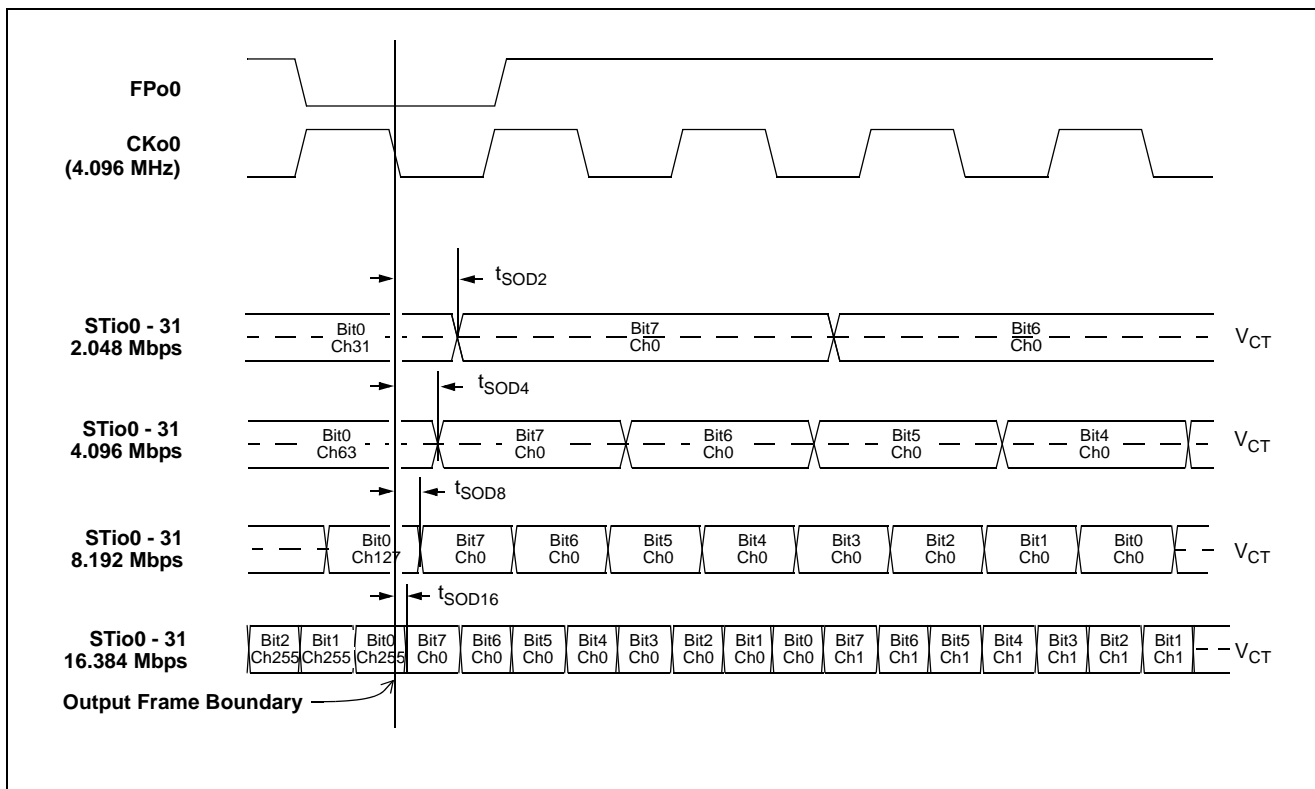 FPo0
CKo0
(4.096 MHz)
tSOD2
STio0 - 31
2.048 Mbps
Bit0
Ch31
Bit7
Ch0
Bit6
Ch0
VCT
tSOD4
STio0 - 31
4.096 Mbps
Bit0
Ch63
Bit7
Ch0
Bit6
Ch0
Bit5
Ch0
Bit4
Ch0
VCT
tSOD8
STio0 - 31
8.192 Mbps
Bit0
Ch127
Bit7
Ch0
Bit6
Ch0
Bit5
Ch0
Bit4
Ch0
Bit3
Ch0
Bit2
Ch0
Bit1
Ch0
Bit0
Ch0
VCT
tSOD16
STio0 - 31
16.384 Mbps
Bit2
Ch255
Bit1
Ch255
Bit0
Ch255
Bit7
Ch0
Bit6
Ch0
Bit5
Ch0
Bit4
Ch0
Bit3
Ch0
Bit2
Ch0
Bit1
Ch0
Bit0
Ch0
Bit7
Ch1
Bit6
Ch1
Bit5
Ch1
Bit4
Ch1
Bit3
Ch1
Bit2
Ch1
Bit1
Ch1
VCT
Output Frame Boundary